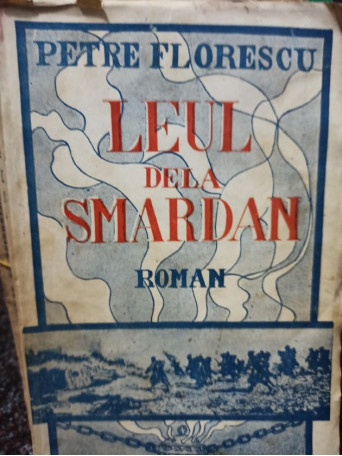 PETRE FLORESCU
LEUL
DELA
SMARDAN
ROMAN